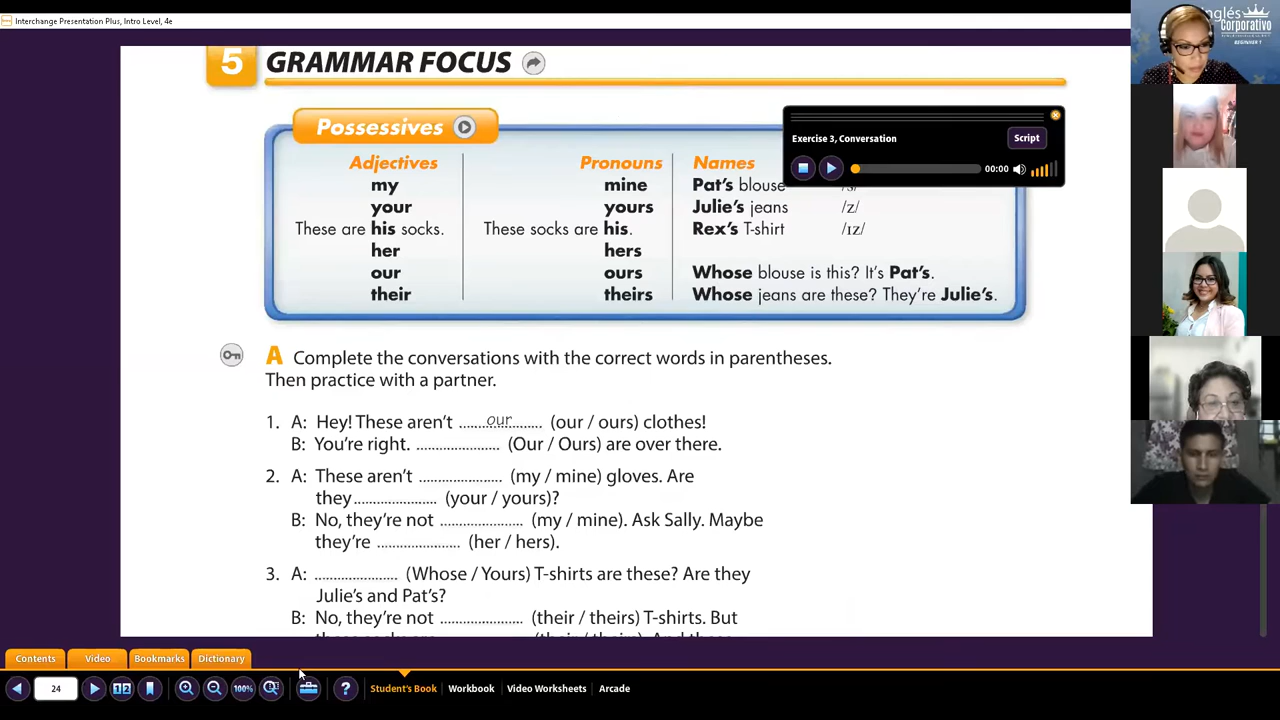 Interchange Presentation Plus, Intro Level, 4e
Inglés
Corporativo
BEGINNER 1
5 GRAMMAR FOCUS
Possessives
Exercise 3, Conversation
Script
00:00
Adjectives Pronouns Names
my mine Pat's blouse /s/
your yours Julie's jeans /z/
These are his socks. These socks are his. Rex's T-shirt /ɪz/
her hers
our ours Whose blouse is this? It's Pat's.
their theirs Whose jeans are these? They're Julie's.
A Complete the conversations with the correct words in parentheses.
Then practice with a partner.
1. A: Hey! These aren't our (our / ours) clothes!
B: You're right. ...................... (Our / Ours) are over there.
2. A: These aren't ...................... (my / mine) gloves. Are
they ...................... (your / yours)?
B: No, they're not ...................... (my / mine). Ask Sally. Maybe
they're ...................... (her / hers).
3. A: ...................... (Whose / Yours) T-shirts are these? Are they
Julie's and Pat's?
B: No, they're not ...................... (their / theirs) T-shirts. But
Contents Video Bookmarks Dictionary
24 1 2 100% ? Student's Book Workbook Video Worksheets Arcade